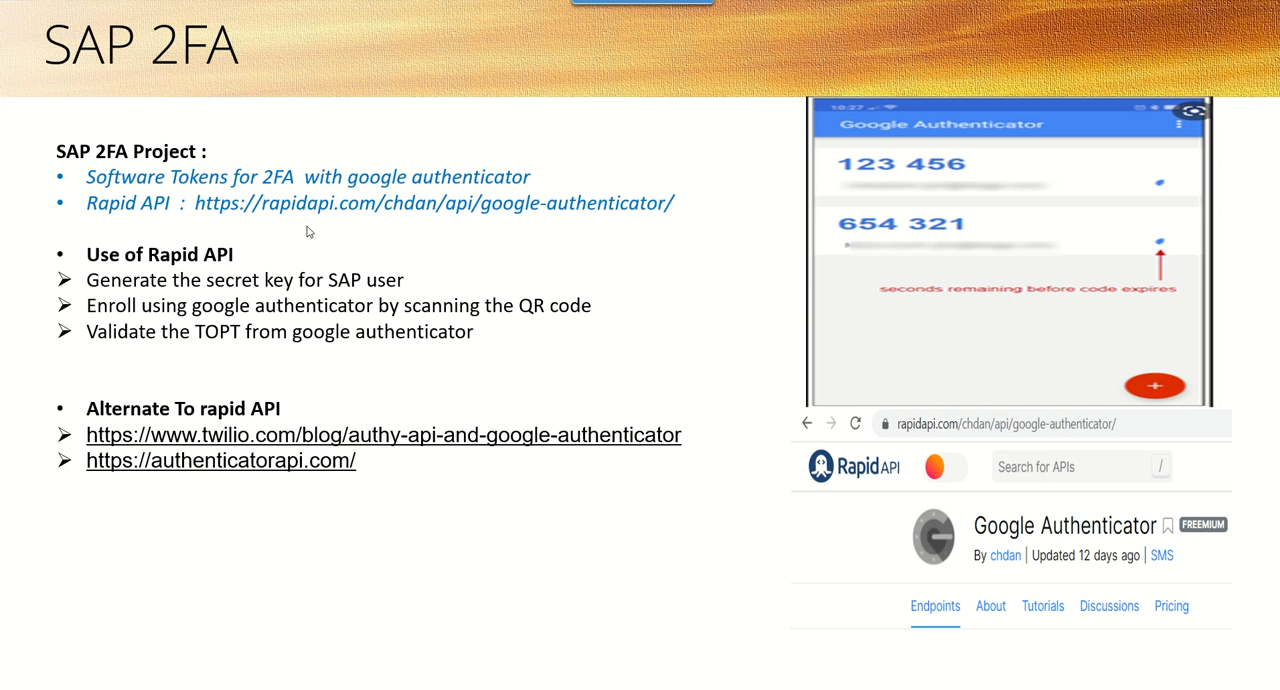 SAP 2FA
SAP 2FA Project :
• Software Tokens for 2FA with google authenticator
• Rapid API : https://rapidapi.com/chdan/api/google-authenticator/
• Use of Rapid API
➢ Generate the secret key for SAP user
➢ Enroll using google authenticator by scanning the QR code
➢ Validate the TOPT from google authenticator
• Alternate To rapid API
➢ https://www.twilio.com/blog/authy-api-and-google-authenticator
➢ https://authenticatorapi.com/
10:27
Google Authenticator
123 456
654 321
seconds remaining before code expires
rapidapi.com/chdan/api/google-authenticator/
Rapid API
Search for APIs /
Google Authenticator FREEMIUM
By chdan | Updated 12 days ago | SMS
Endpoints About Tutorials Discussions Pricing